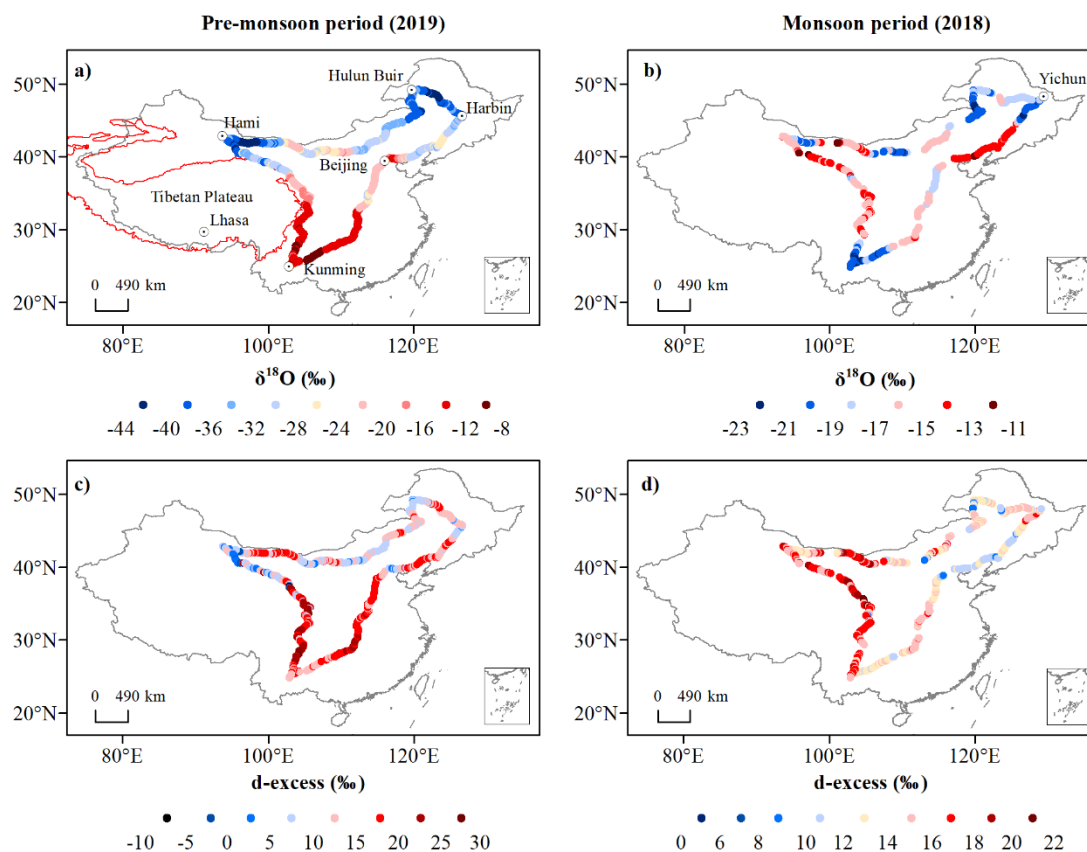 Pre-monsoon period (2019)
Monsoon period (2018)
a)
50°N
40°N
30°N
20°N
Hulun Buir
Harbin
Hami
Beijing
Tibetan Plateau
Lhasa
Kunming
0 490 km
80°E 100°E 120°E
b)
50°N
40°N
30°N
20°N
Yichun
0 490 km
80°E 100°E 120°E
δ¹⁸O (‰)
-44 -40 -36 -32 -28 -24 -20 -16 -12 -8
δ¹⁸O (‰)
-23 -21 -19 -17 -15 -13 -11
c)
50°N
40°N
30°N
20°N
0 490 km
80°E 100°E 120°E
d)
50°N
40°N
30°N
20°N
0 490 km
80°E 100°E 120°E
d-excess (‰)
-10 -5 0 5 10 15 20 25 30
d-excess (‰)
0 6 8 10 12 14 16 18 20 22